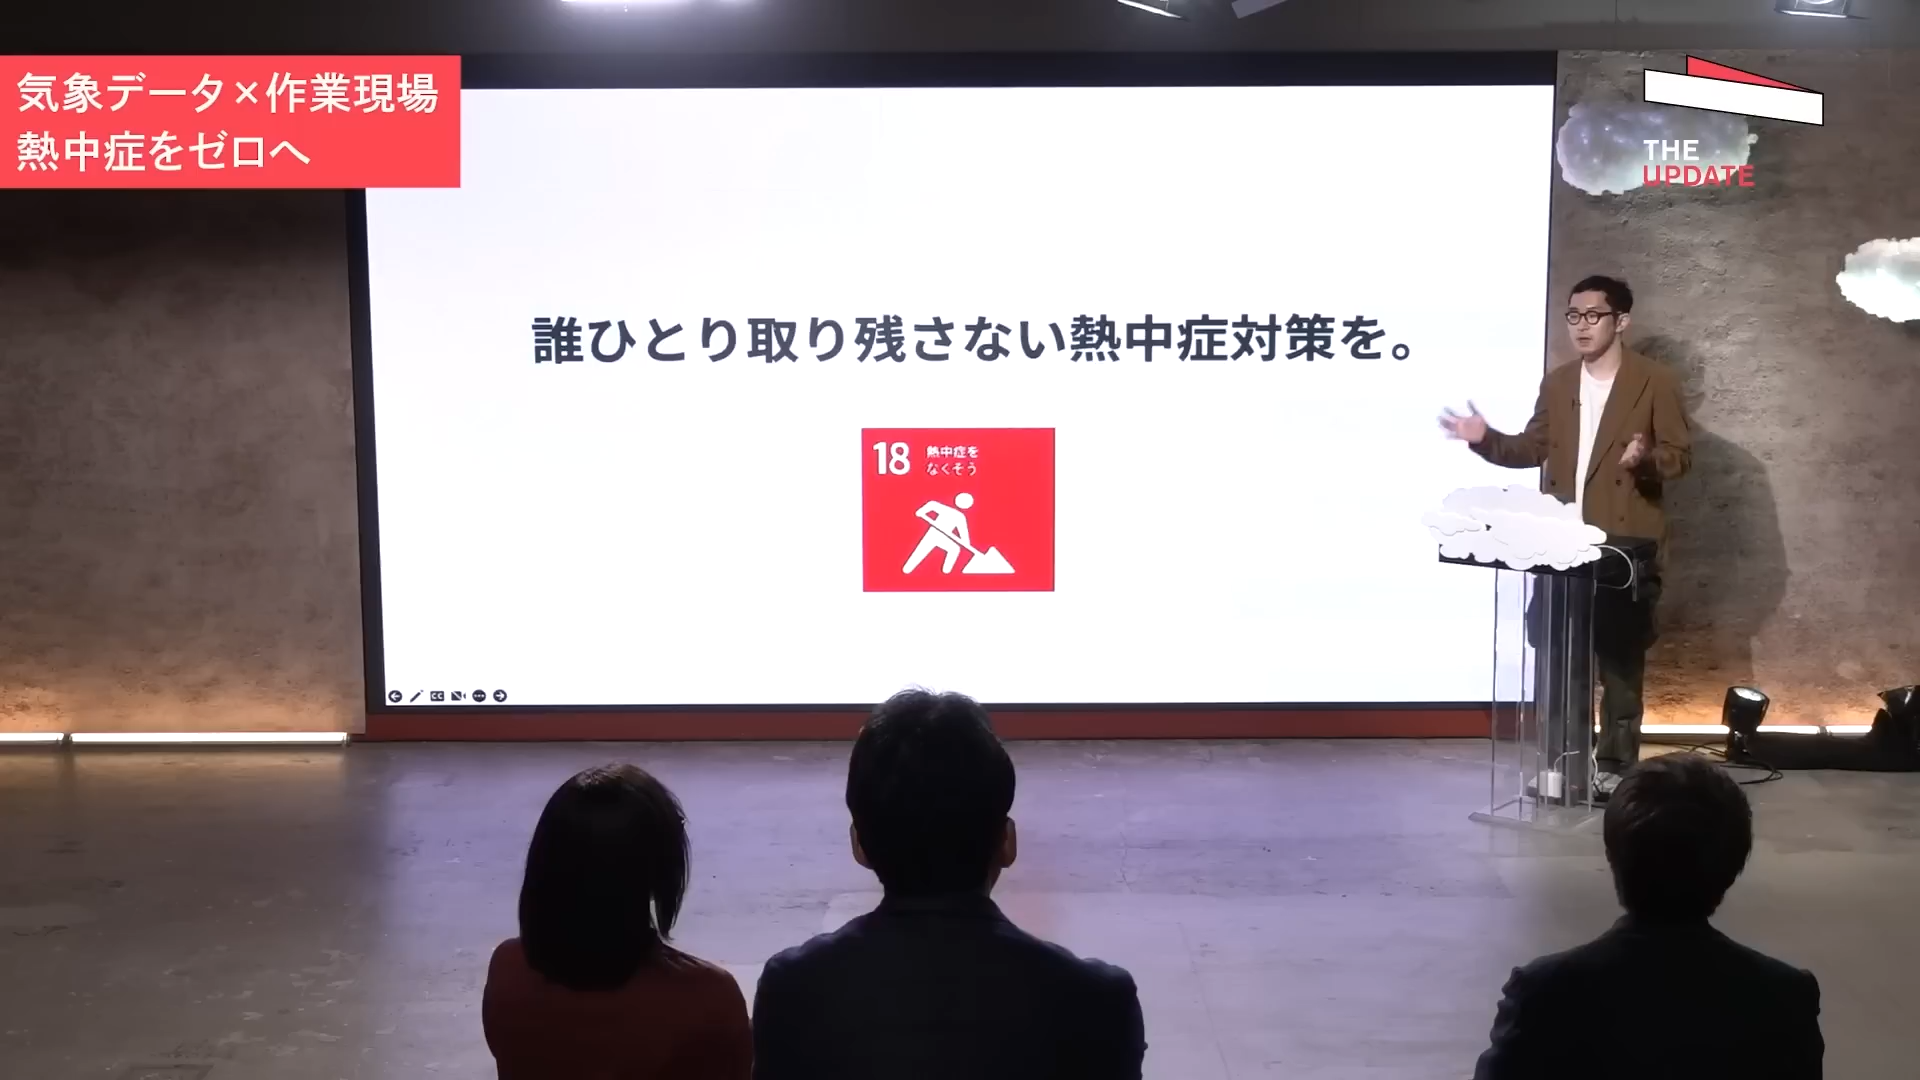 気象データ×作業現場
熱中症をゼロへ
THE
UPDATE
誰ひとり取り残さない熱中症対策を。
18 熱中症を
なくそう
CC